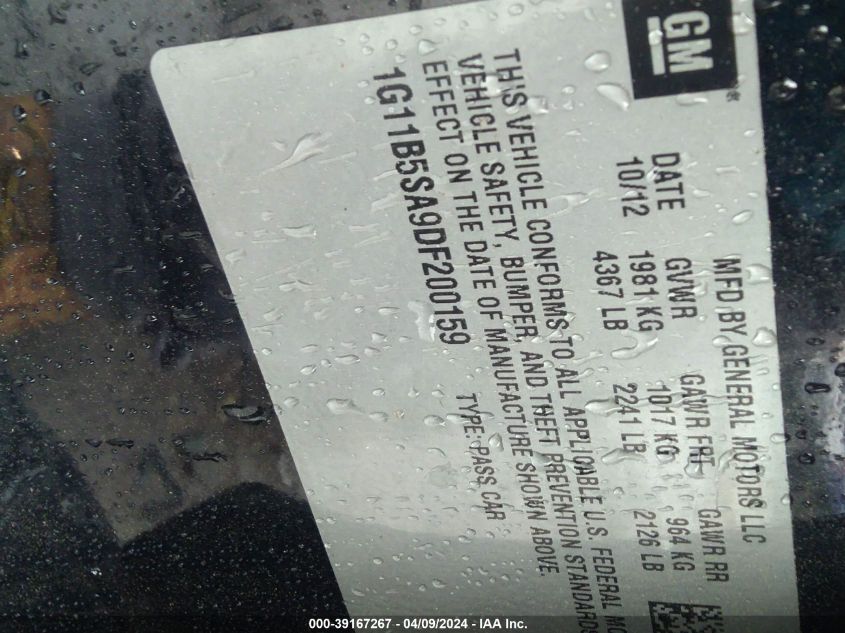 GM
MFD BY GENERAL MOTORS LLC
DATE GVWR GAWR FRT GAWR RR
10/12 1981 KG 1017 KG 964 KG
4367 LB 2241 LB 2126 LB
THIS VEHICLE CONFORMS TO ALL APPLICABLE U.S. FEDERAL
VEHICLE SAFETY, BUMPER, AND THEFT PREVENTION STANDARDS
EFFECT ON THE DATE OF MANUFACTURE SHOWN ABOVE.
1G11B5SA9DF200159 TYPE: PASS CAR
000-39167267 - 04/09/2024 - IAA Inc.